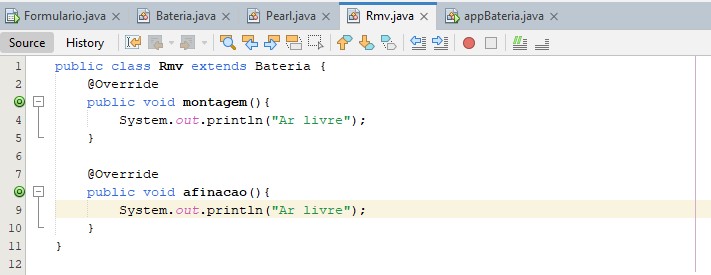 Formulario.java Bateria.java Pearl.java Rmv.java appBateria.java
Source History
1 public class Rmv extends Bateria {
2 @Override
public void montagem(){
4 System.out.println("Ar livre");
5 }
6
7 @Override
public void afinacao(){
9 System.out.println("Ar livre");
10 }
11 }
12